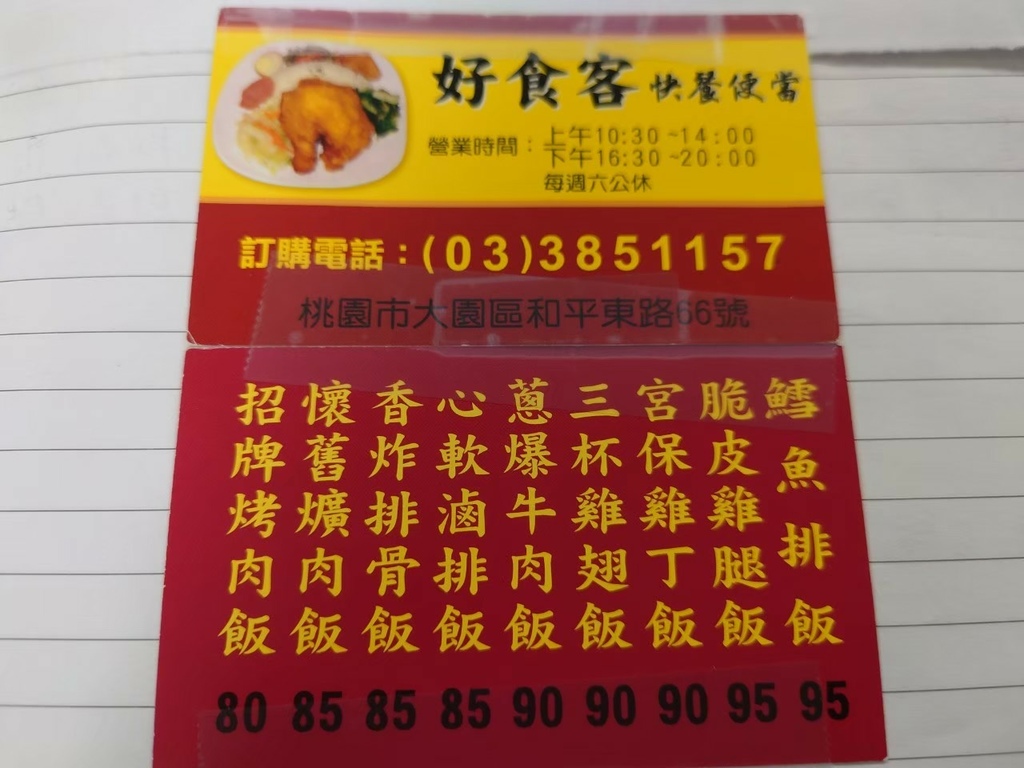 好食客 快餐便當
營業時間：上午10:30~14:00
下午16:30~20:00
每週六公休
訂購電話：(03)3851157
桃園市大園區和平東路66號
鱈魚排飯 95
脆皮雞腿飯 95
宮保雞丁飯 90
三杯雞翅飯 90
蔥爆牛肉飯 90
心軟滷排飯 85
香炸排骨飯 85
懷舊爌肉飯 85
招牌烤肉飯 80